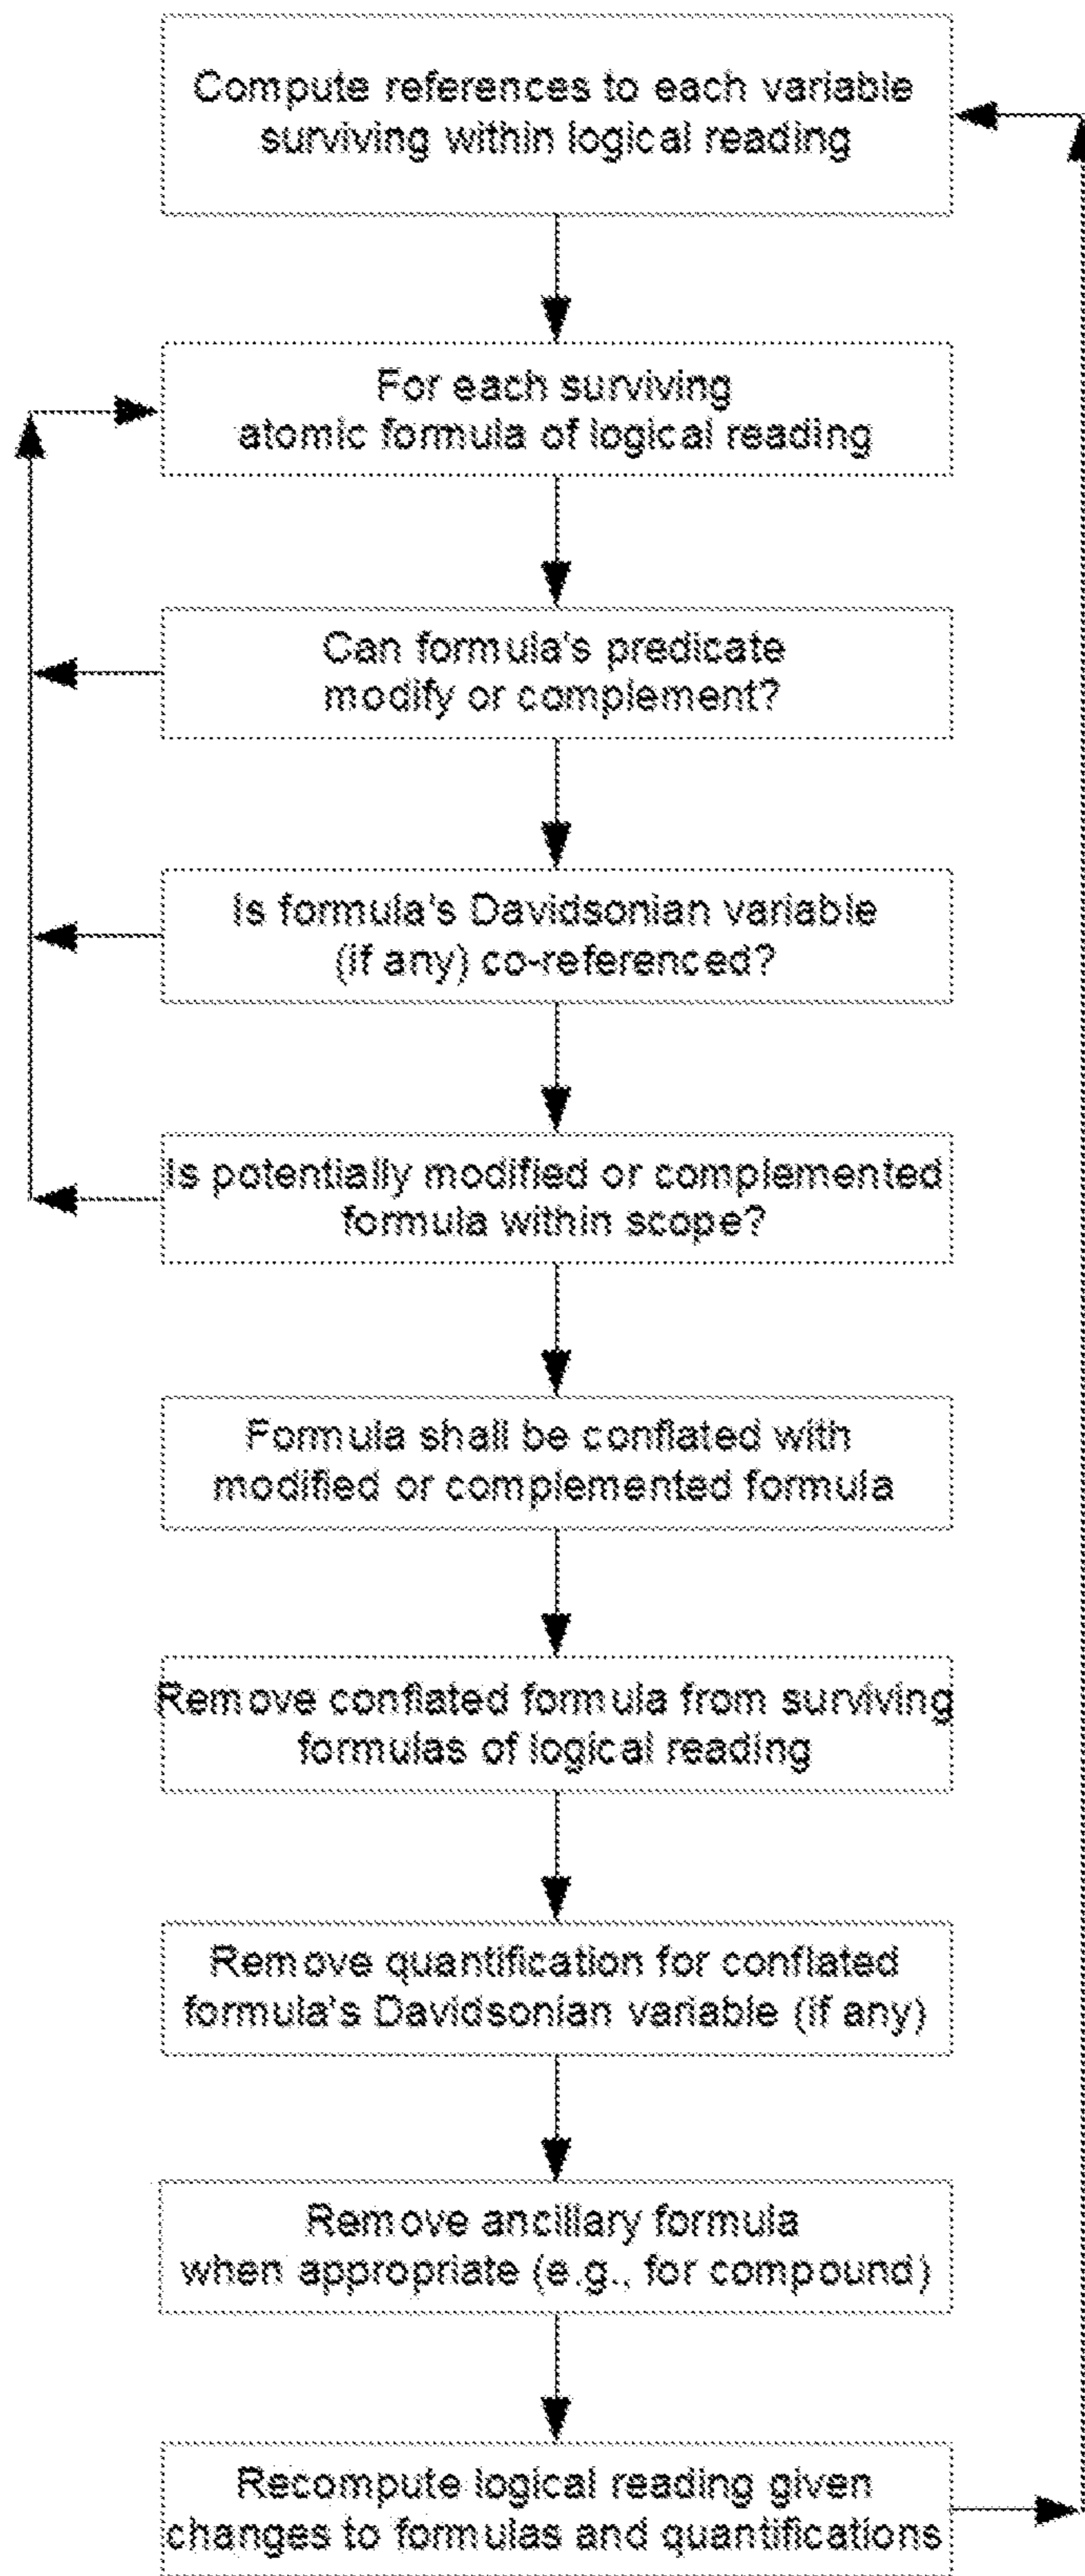 Compute references to each variable
surviving within logical reading
For each surviving
atomic formula of logical reading
Can formula's predicate
modify or complement?
Is formula's Davidsonian variable
(if any) co-referenced?
Is potentially modified or complemented
formula within scope?
Formula shall be conflated with
modified or complemented formula
Remove conflated formula from surviving
formulas of logical reading
Remove quantification for conflated
formula's Davidsonian variable (if any)
Remove ancillary formula
when appropriate (e.g., for compound)
Recompute logical reading given
changes to formulas and quantifications